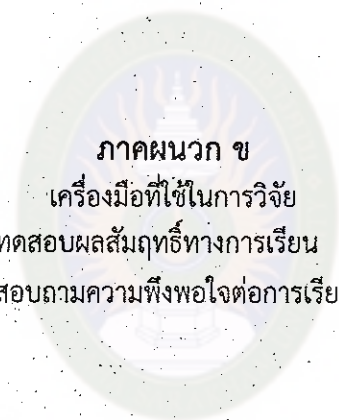 ภาคผนวก ข
เครื่องมือที่ใช้ในการวิจัย
ทดสอบผลสัมฤทธิ์ทางการเรียน
สอบถามความพึงพอใจต่อการเรีย